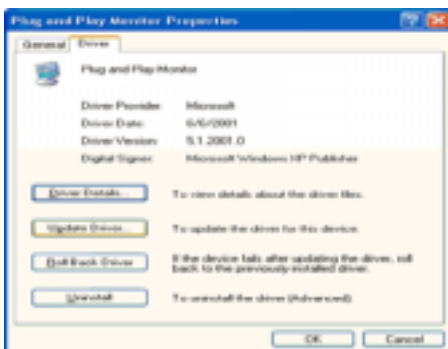 Plug and Play Monitor Properties
General Driver
Plug and Play Monitor
Driver Provider: Microsoft
Driver Date: 6/6/2001
Driver Version: 5.1.2001.0
Digital Signer: Microsoft Windows XP Publisher
Driver Details... To view details about the driver files.
Update Driver... To update the driver for this device.
Roll Back Driver If the device fails after updating the driver, roll
back to the previously installed driver.
Uninstall To uninstall the driver (Advanced).
OK Cancel